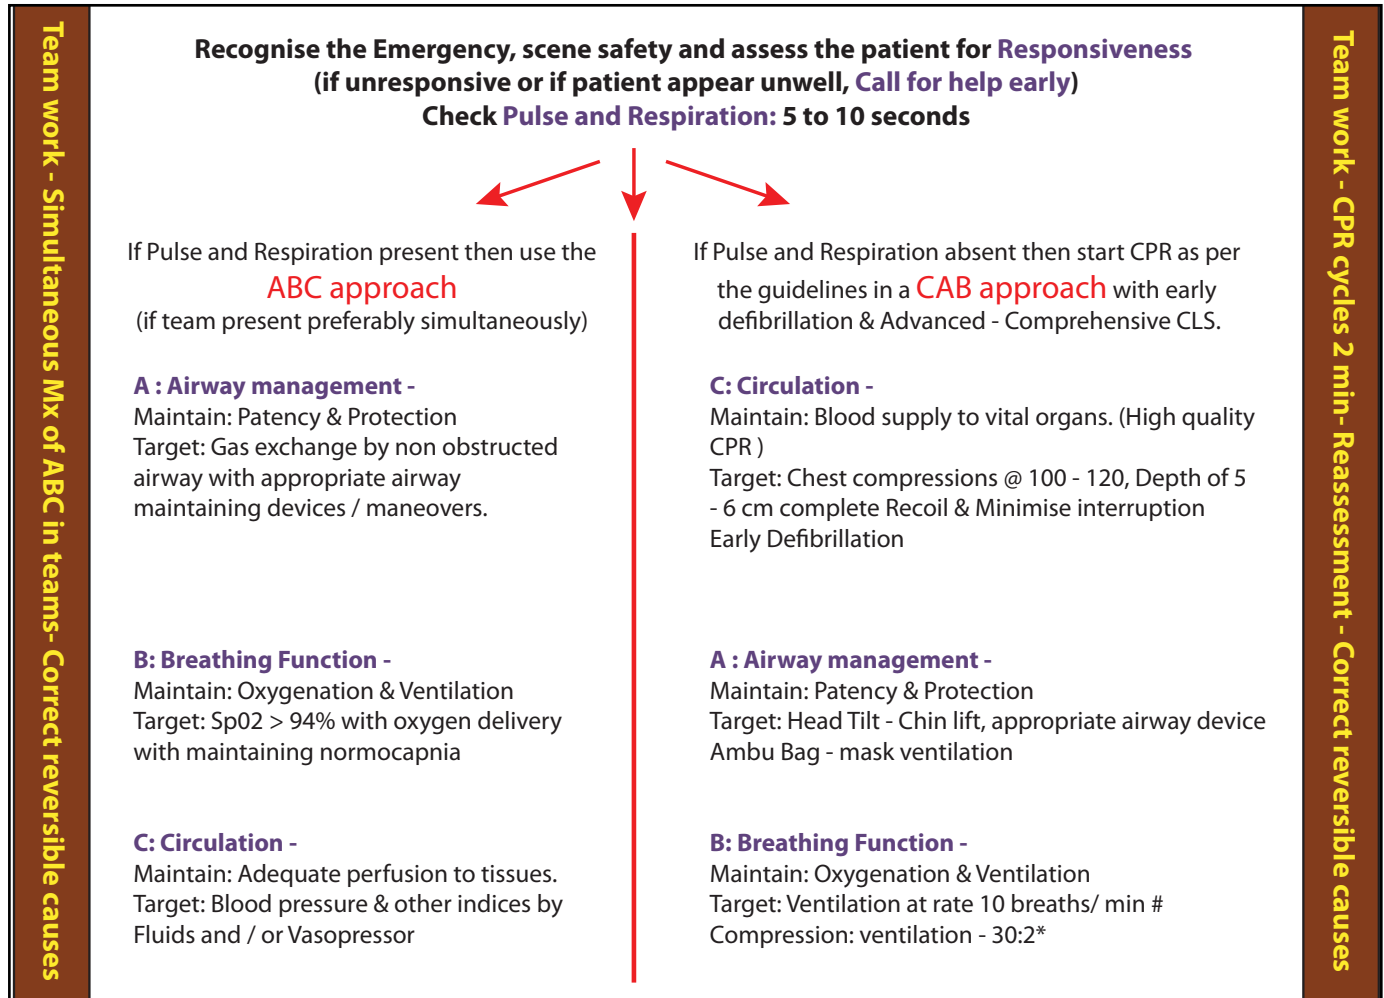 Recognise the Emergency, scene safety and assess the patient for Responsiveness
(if unresponsive or if patient appear unwell, Call for help early)
Check Pulse and Respiration: 5 to 10 seconds
Team work - Simultaneous Mx of ABC in teams- Correct reversible causes
If Pulse and Respiration present then use the
ABC approach
(if team present preferably simultaneously)
A : Airway management -
Maintain: Patency & Protection
Target: Gas exchange by non obstructed
airway with appropriate airway
maintaining devices / maneovers.
B: Breathing Function -
Maintain: Oxygenation & Ventilation
Target: Sp02 > 94% with oxygen delivery
with maintaining normocapnia
C: Circulation -
Maintain: Adequate perfusion to tissues.
Target: Blood pressure & other indices by
Fluids and / or Vasopressor
If Pulse and Respiration absent then start CPR as per
the guidelines in a CAB approach with early
defibrillation & Advanced - Comprehensive CLS.
C: Circulation -
Maintain: Blood supply to vital organs. (High quality
CPR )
Target: Chest compressions @ 100 - 120, Depth of 5
- 6 cm complete Recoil & Minimise interruption
Early Defibrillation
A : Airway management -
Maintain: Patency & Protection
Target: Head Tilt - Chin lift, appropriate airway device
Ambu Bag - mask ventilation
B: Breathing Function -
Maintain: Oxygenation & Ventilation
Target: Ventilation at rate 10 breaths/ min #
Compression: ventilation - 30:2*
Team work - CPR cycles 2 min- Reassessment - Correct reversible causes